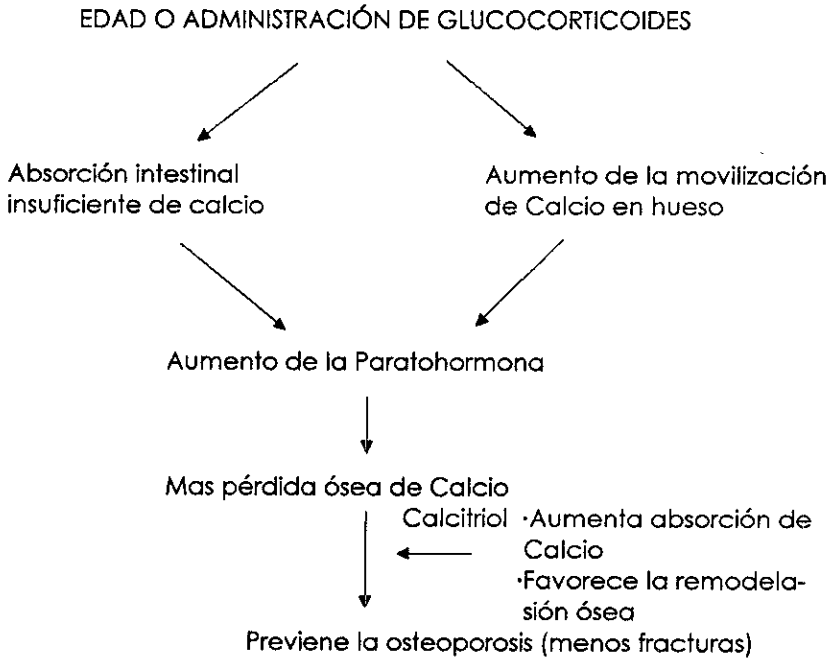 EDAD O ADMINISTRACIÓN DE GLUCOCORTICOIDES
Absorción intestinal
insuficiente de calcio
Aumento de la movilización
de Calcio en hueso
Aumento de la Paratohormona
Mas pérdida ósea de Calcio
Calcitriol
·Aumenta absorción de
Calcio
·Favorece la remodela-
sión ósea
Previene la osteoporosis (menos fracturas)